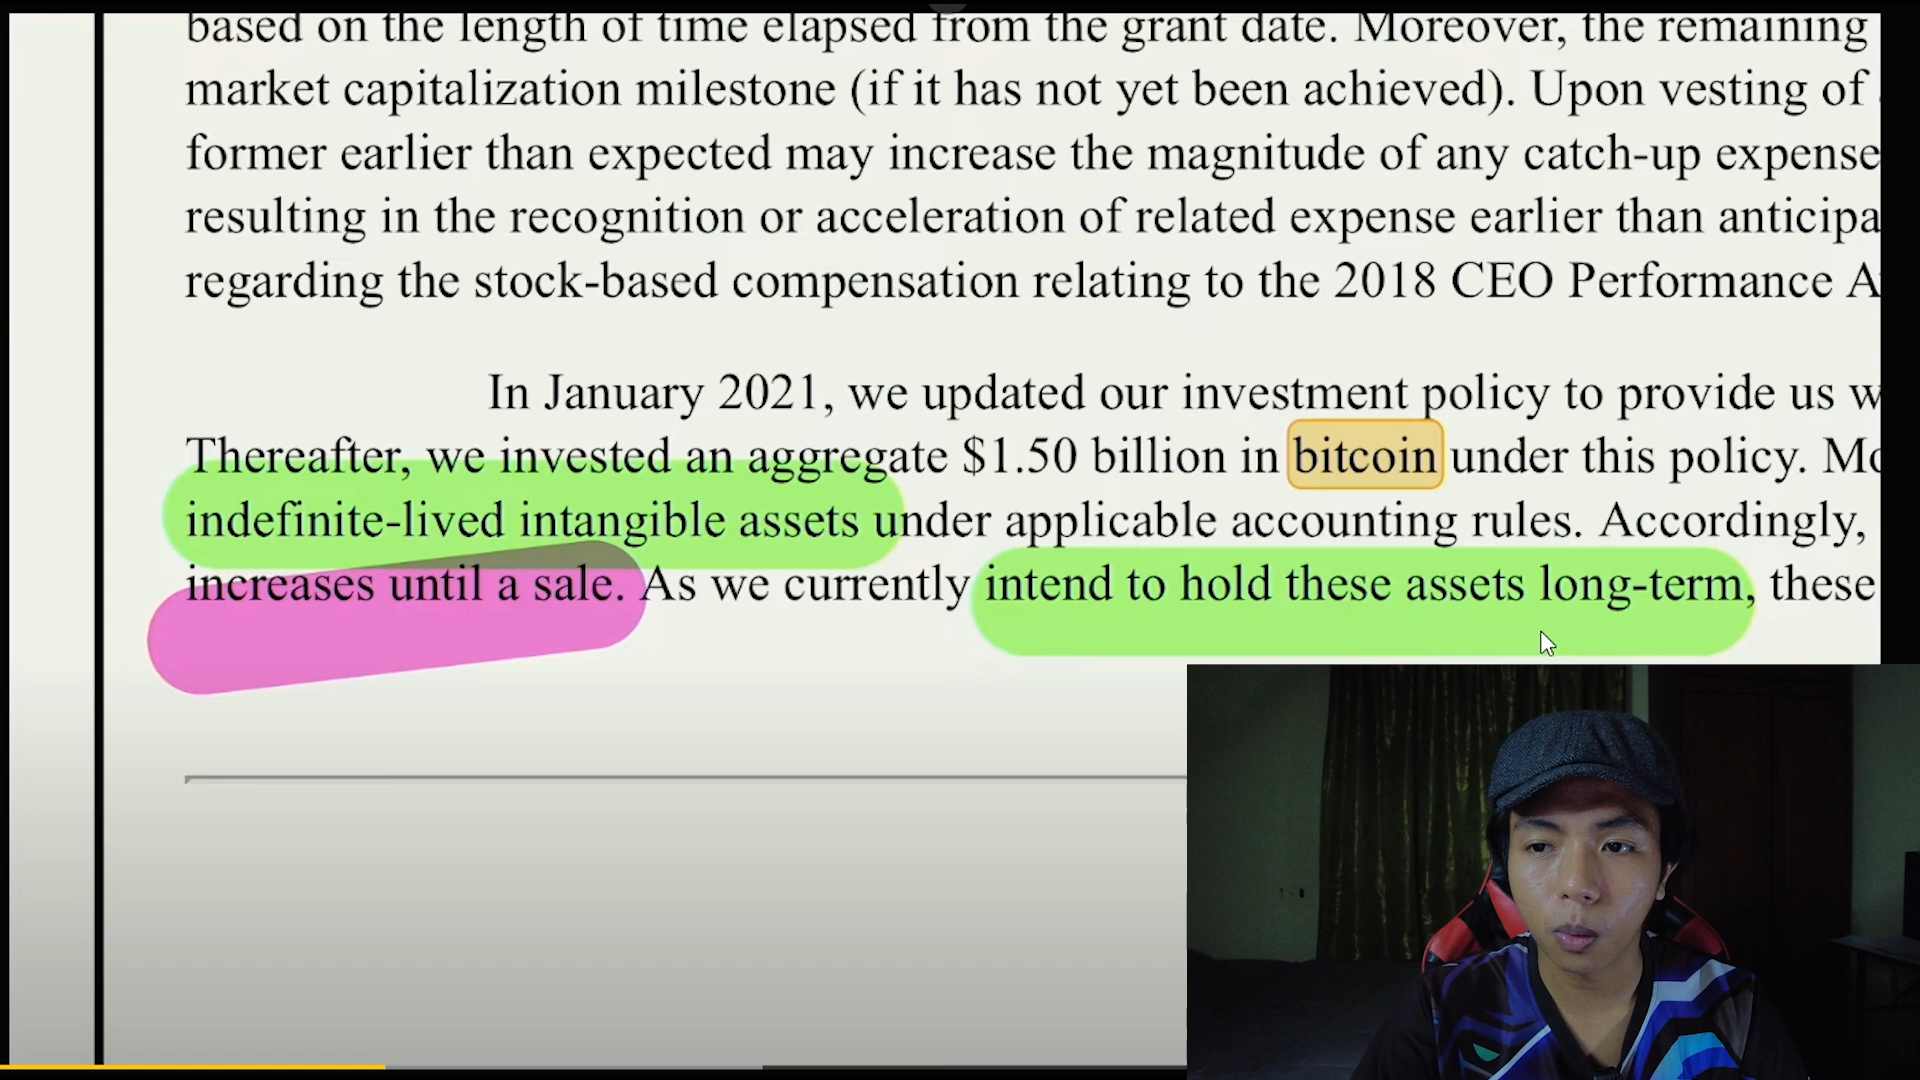 based on the length of time elapsed from the grant date. Moreover, the remaining
market capitalization milestone (if it has not yet been achieved). Upon vesting of
former earlier than expected may increase the magnitude of any catch-up expense
resulting in the recognition or acceleration of related expense earlier than anticipa
regarding the stock-based compensation relating to the 2018 CEO Performance A
In January 2021, we updated our investment policy to provide us w
Thereafter, we invested an aggregate $1.50 billion in bitcoin under this policy. Mo
indefinite-lived intangible assets under applicable accounting rules. Accordingly,
increases until a sale. As we currently intend to hold these assets long-term, these